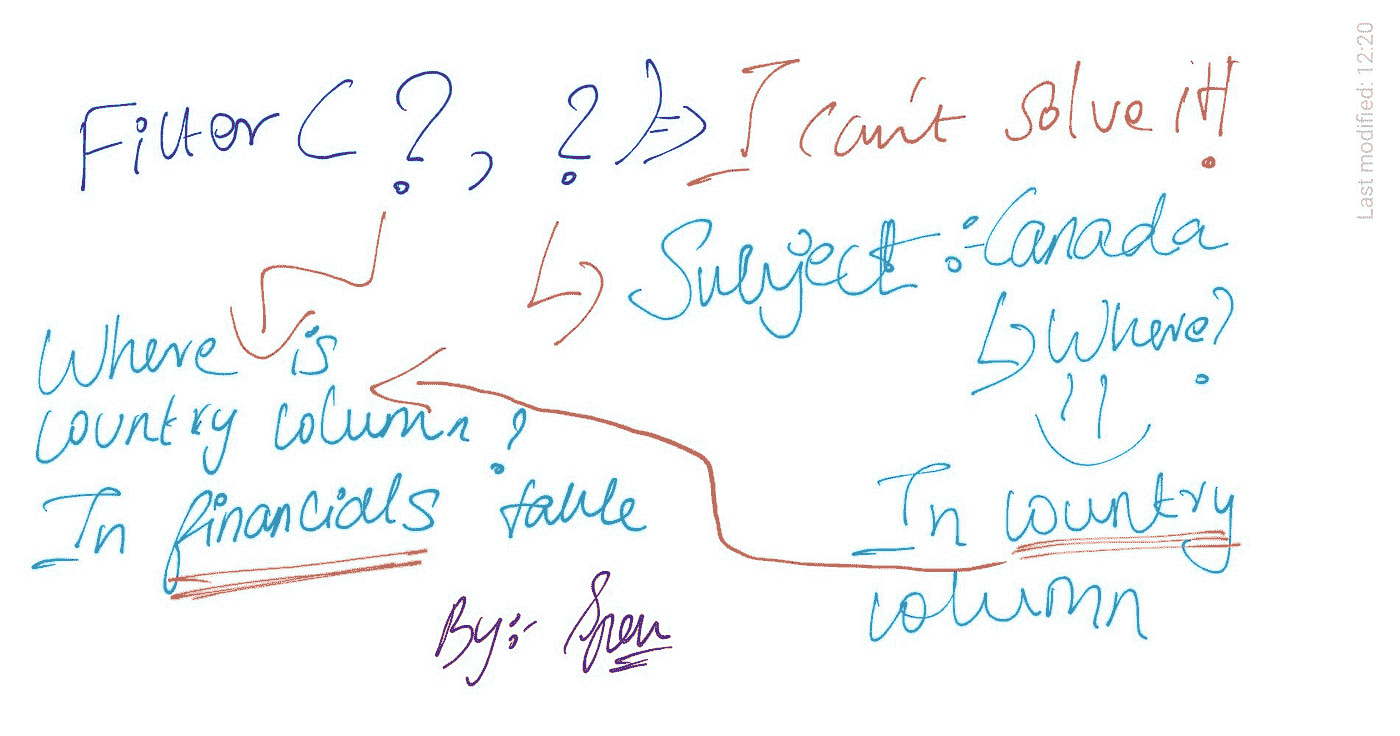 Filter ( ?, ? ) => I can't solve it!
Subject :- Canada
Where?
Where is
country column?
In financials table
In country
column
By:-
Last modified: 12:20